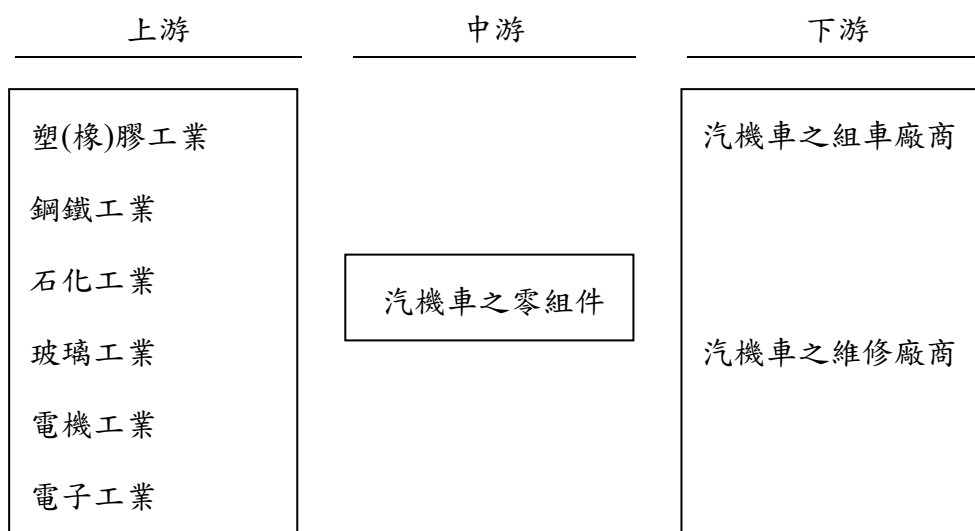 上游
中游
下游
塑(橡)膠工業
鋼鐵工業
石化工業
玻璃工業
電機工業
電子工業
汽機車之零組件
汽機車之組車廠商
汽機車之維修廠商